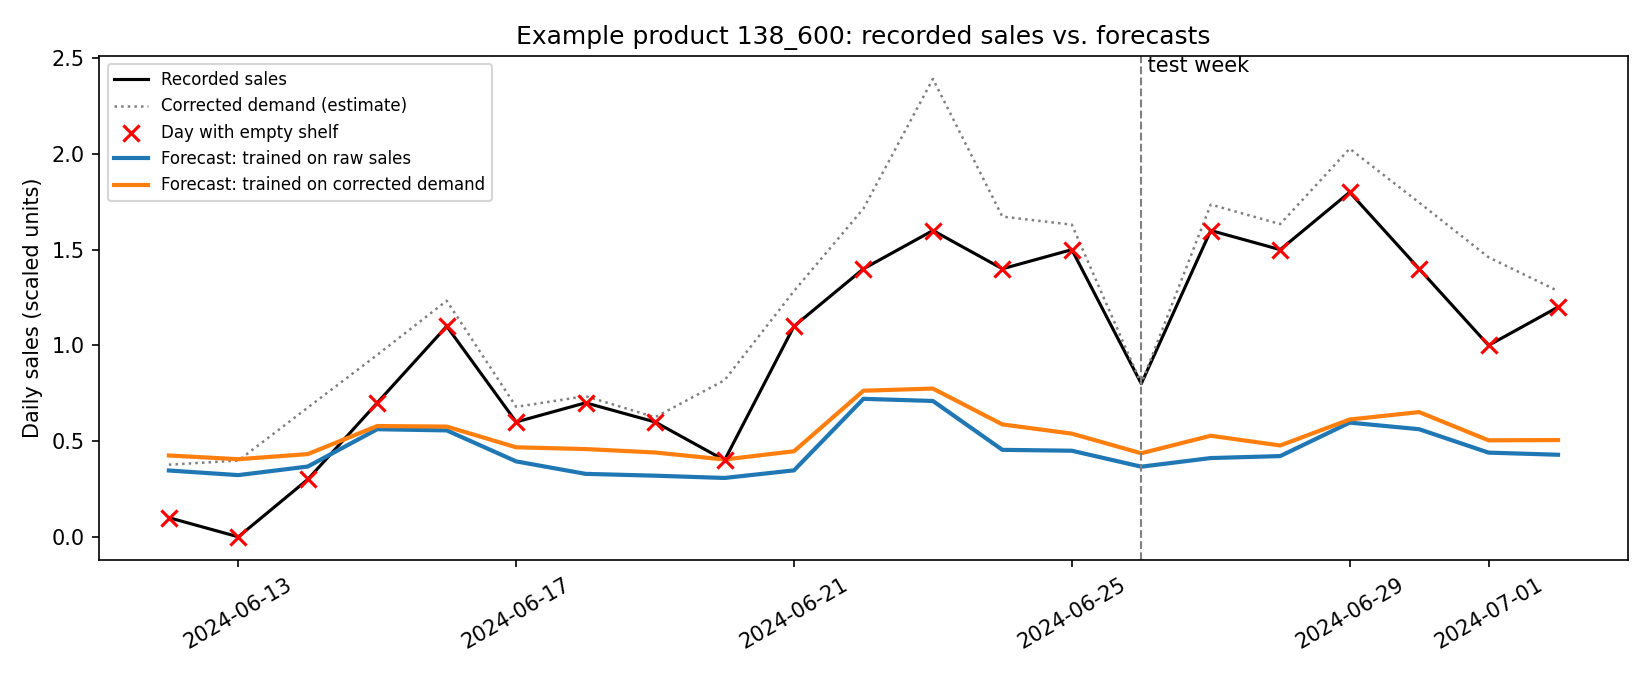 Example product 138_600: recorded sales vs. forecasts
Daily sales (scaled units)
2.5
2.0
1.5
1.0
0.5
0.0
Recorded sales
Corrected demand (estimate)
Day with empty shelf
Forecast: trained on raw sales
Forecast: trained on corrected demand
test week
2024-06-13
2024-06-17
2024-06-21
2024-06-25
2024-06-29
2024-07-01